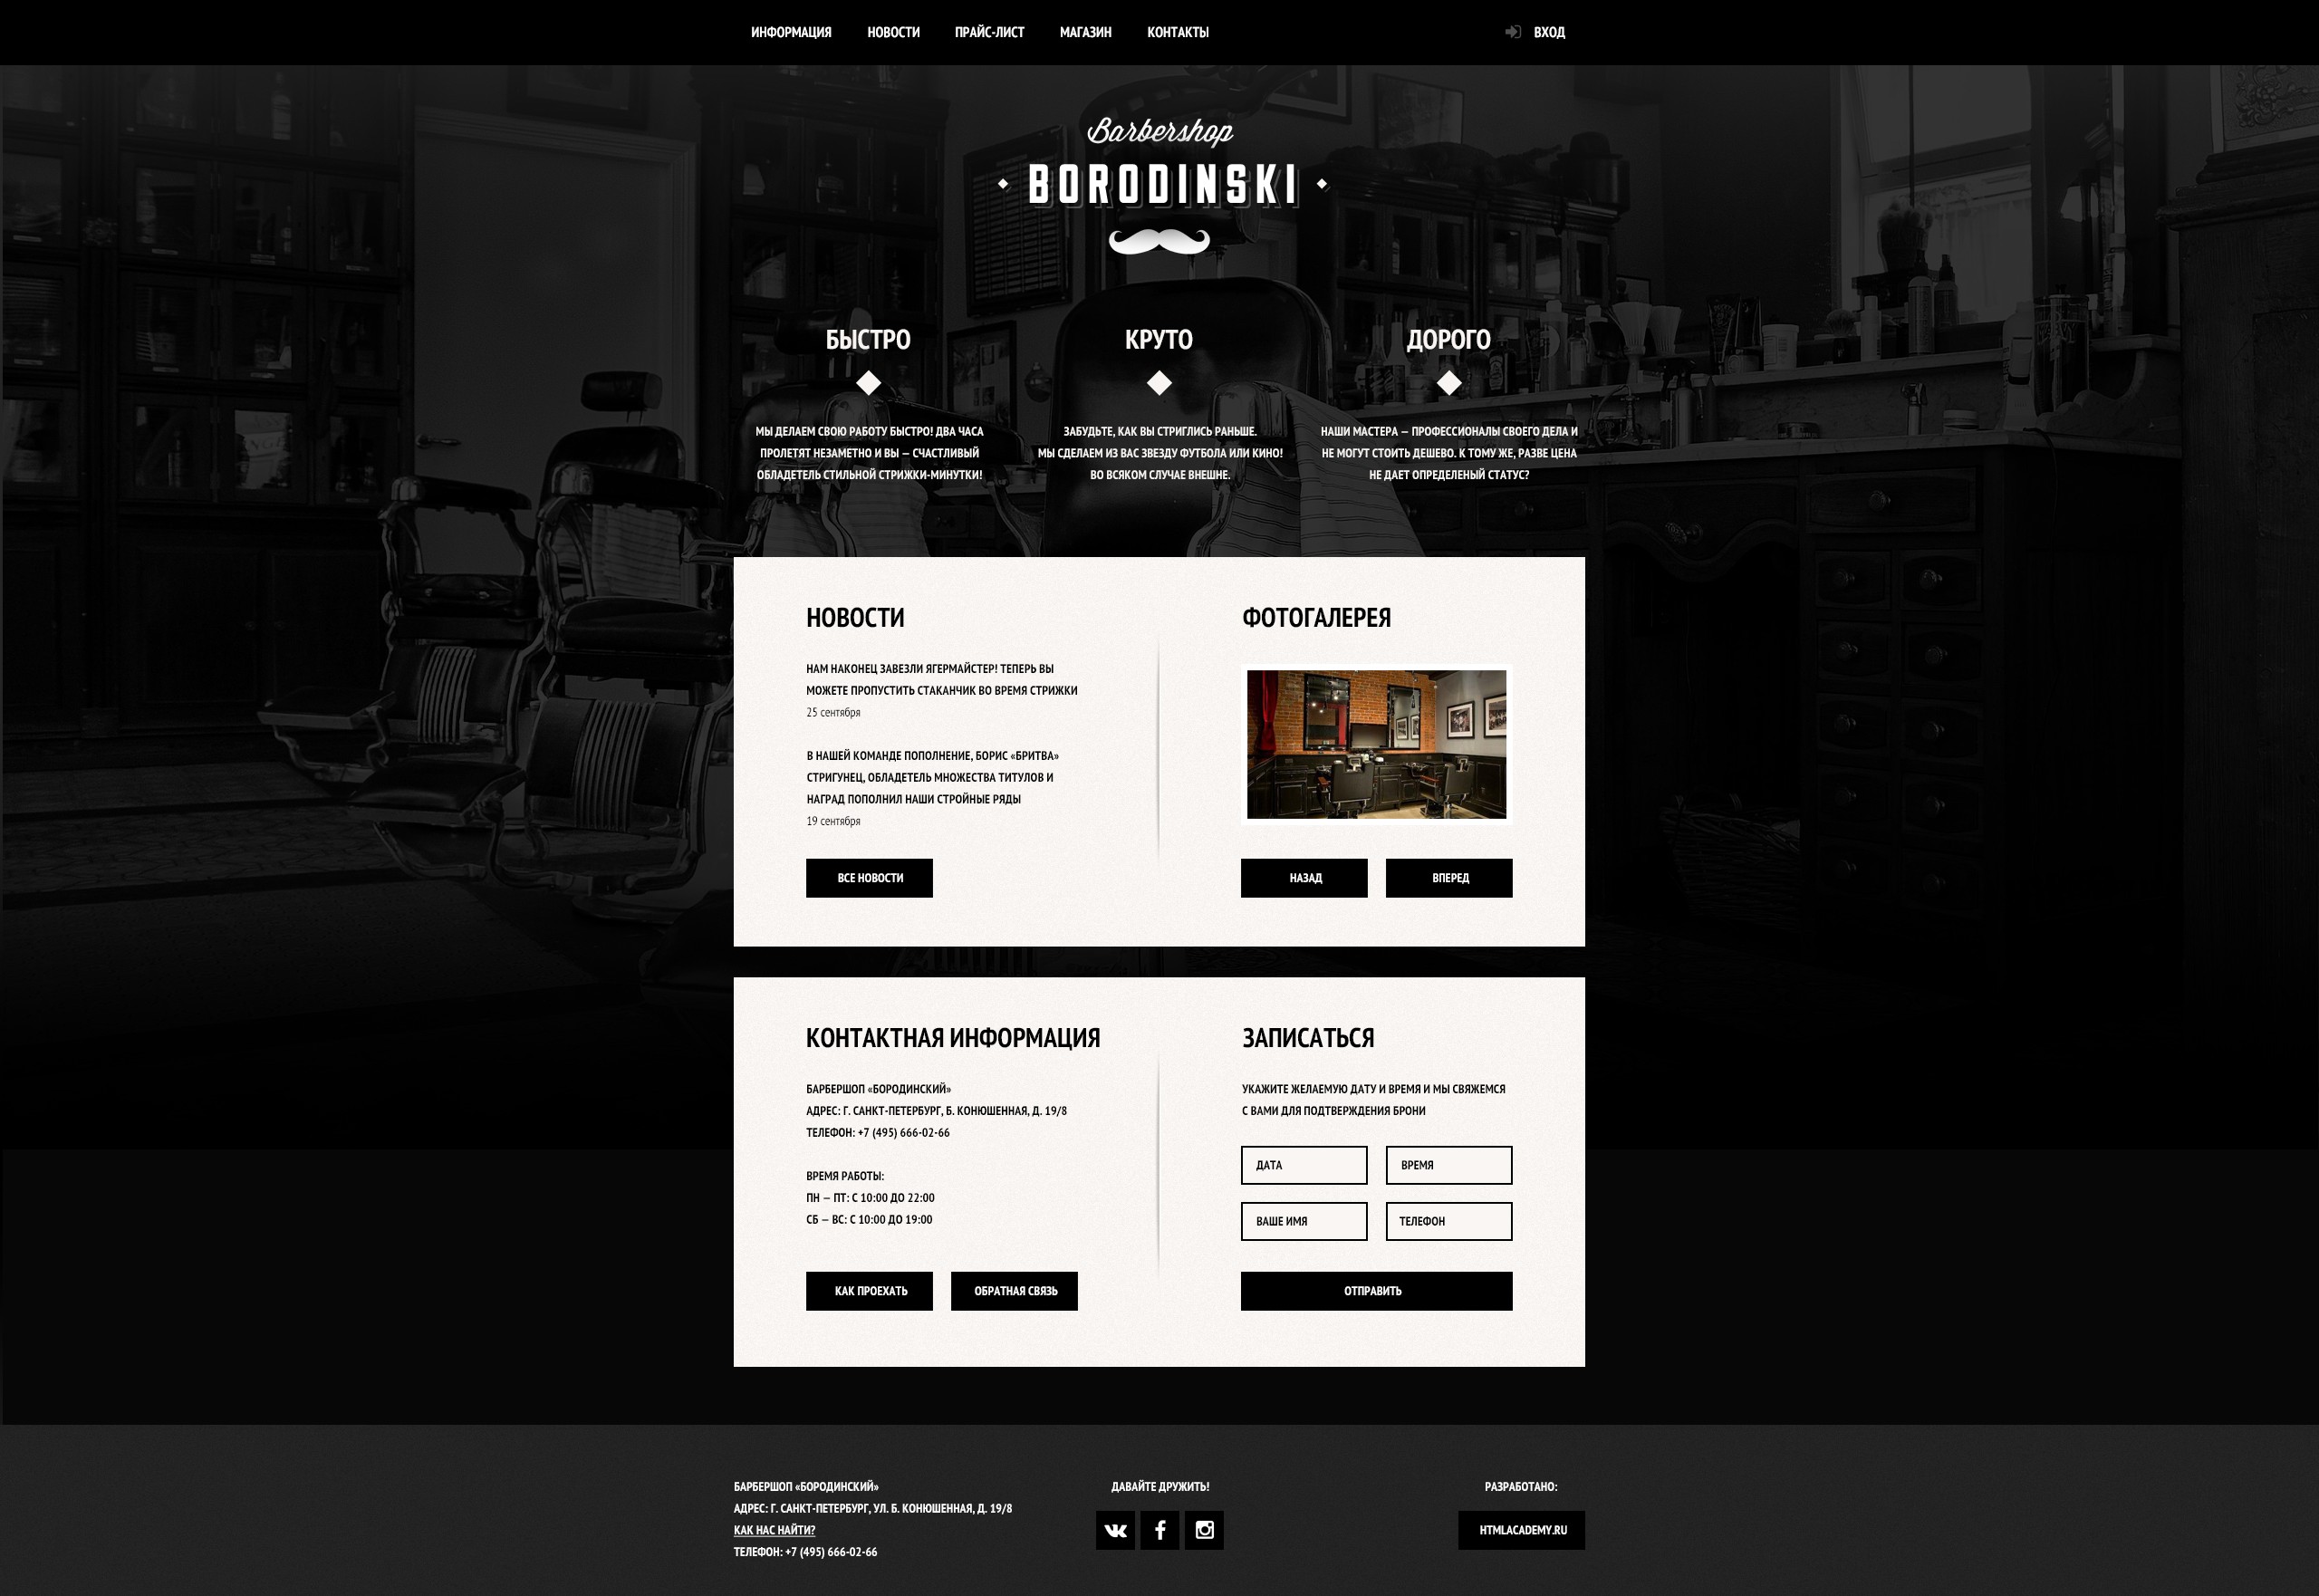 ИНФОРМАЦИЯ НОВОСТИ ПРАЙС-ЛИСТ МАГАЗИН КОНТАКТЫ ВХОД
Barbershop
BORODINSKI
БЫСТРО
МЫ ДЕЛАЕМ СВОЮ РАБОТУ БЫСТРО! ДВА ЧАСА
ПРОЛЕТЯТ НЕЗАМЕТНО И ВЫ — СЧАСТЛИВЫЙ
ОБЛАДЕТЕЛЬ СТИЛЬНОЙ СТРИЖКИ-МИНУТКИ!
КРУТО
ЗАБУДЬТЕ, КАК ВЫ СТРИГЛИСЬ РАНЬШЕ.
МЫ СДЕЛАЕМ ИЗ ВАС ЗВЕЗДУ ФУТБОЛА ИЛИ КИНО!
ВО ВСЯКОМ СЛУЧАЕ ВНЕШНЕ.
ДОРОГО
НАШИ МАСТЕРА — ПРОФЕССИОНАЛЫ СВОЕГО ДЕЛА И
НЕ МОГУТ СТОИТЬ ДЕШЕВО. К ТОМУ ЖЕ, РАЗВЕ ЦЕНА
НЕ ДАЕТ ОПРЕДЕЛЕНЫЙ СТАТУС?
НОВОСТИ
НАМ НАКОНЕЦ ЗАВЕЗЛИ ЯГЕРМАЙСТЕР! ТЕПЕРЬ ВЫ
МОЖЕТЕ ПРОПУСТИТЬ СТАКАНЧИК ВО ВРЕМЯ СТРИЖКИ
25 сентября
В НАШЕЙ КОМАНДЕ ПОПОЛНЕНИЕ, БОРИС «БРИТВА»
СТРИГУНЕЦ, ОБЛАДЕТЕЛЬ МНОЖЕСТВА ТИТУЛОВ И
НАГРАД ПОПОЛНИЛ НАШИ СТРОЙНЫЕ РЯДЫ
19 сентября
ВСЕ НОВОСТИ
ФОТОГАЛЕРЕЯ
НАЗАД ВПЕРЕД
КОНТАКТНАЯ ИНФОРМАЦИЯ
БАРБЕРШОП «БОРОДИНСКИЙ»
АДРЕС: Г. САНКТ-ПЕТЕРБУРГ, Б. КОНЮШЕННАЯ, Д. 19/8
ТЕЛЕФОН: +7 (495) 666-02-66
ВРЕМЯ РАБОТЫ:
ПН — ПТ: С 10:00 ДО 22:00
СБ — ВС: С 10:00 ДО 19:00
КАК ПРОЕХАТЬ ОБРАТНАЯ СВЯЗЬ
ЗАПИСАТЬСЯ
УКАЖИТЕ ЖЕЛАЕМУЮ ДАТУ И ВРЕМЯ И МЫ СВЯЖЕМСЯ
С ВАМИ ДЛЯ ПОДТВЕРЖДЕНИЯ БРОНИ
ДАТА ВРЕМЯ
ВАШЕ ИМЯ ТЕЛЕФОН
ОТПРАВИТЬ
БАРБЕРШОП «БОРОДИНСКИЙ»
АДРЕС: Г. САНКТ-ПЕТЕРБУРГ, УЛ. Б. КОНЮШЕННАЯ, Д. 19/8
КАК НАС НАЙТИ?
ТЕЛЕФОН: +7 (495) 666-02-66
ДАВАЙТЕ ДРУЖИТЬ!
РАЗРАБОТАНО:
HTMLACADEMY.RU